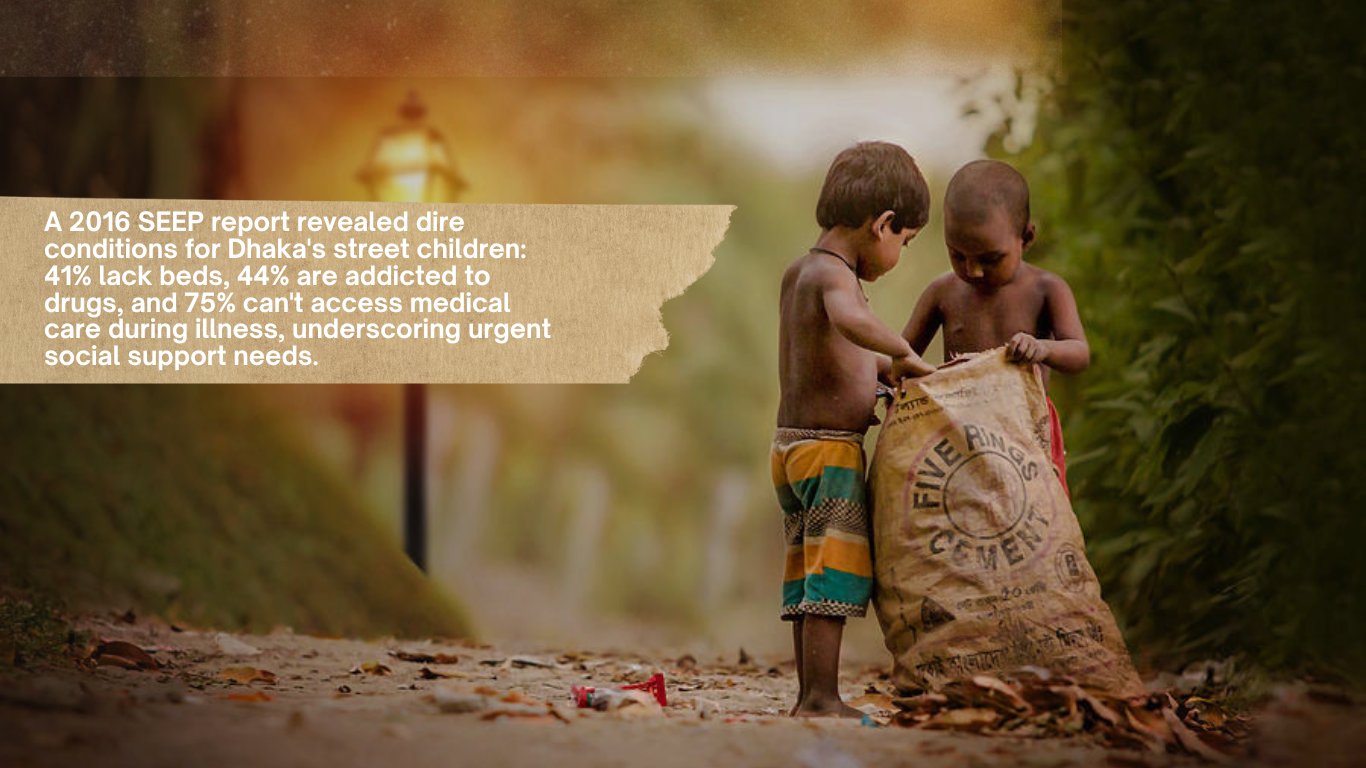 A 2016 SEEP report revealed dire
conditions for Dhaka's street children:
41% lack beds, 44% are addicted to
drugs, and 75% can't access medical
care during illness, underscoring urgent
social support needs.
FIVE RINGS
CEMENT